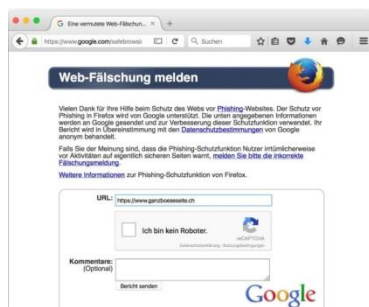 Eine vermutete Web-Fälschun...
https://www.google.com/safebrowsi
Suchen
Web-Fälschung melden
Vielen Dank für Ihre Hilfe beim Schutz des Webs vor Phishing-Websites. Der Schutz vor
Phishing in Firefox wird von Google unterstützt. Die unten angegebenen Informationen
werden an Google gesendet und zur Verbesserung dieser Schutzfunktion verwendet. Ihr
Bericht wird in Übereinstimmung mit den Datenschutzbestimmungen von Google
anonym behandelt.
Falls Sie der Meinung sind, dass die Phishing-Schutzfunktion Nutzer irrtümlicherweise
vor Aktivitäten auf eigentlich sicheren Seiten warnt, melden Sie bitte die inkorrekte
Fälschungsmeldung.
Weitere Informationen zur Phishing-Schutzfunktion von Firefox.
URL: https://www.ganzboeseseite.ch
Ich bin kein Roboter.
reCAPTCHA
Datenschutzerklärung - Nutzungsbedingungen
Kommentare:
(Optional)
Bericht senden
Google